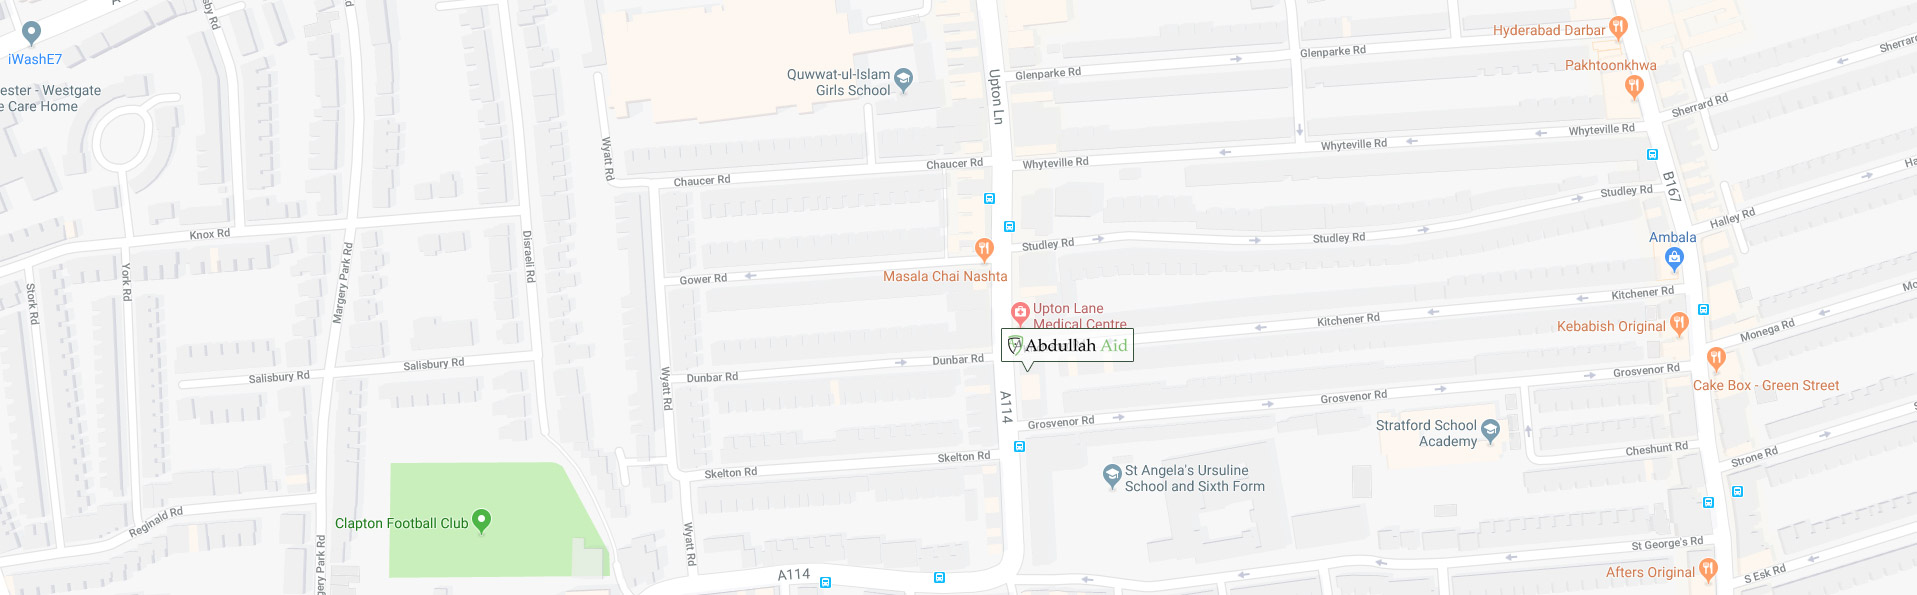 sby Rd
iWashE7
ester - Westgate
e Care Home
Quwwat-ul-Islam
Girls School
Upton Ln
Glenparke Rd
Glenparke Rd
Hyderabad Darbar
Pakhtoonkhwa
Sherrard Rd
Wyatt Rd
Chaucer Rd
Chaucer Rd
Whyteville Rd
Whyteville Rd
Whyteville Rd
B167
Studley Rd
Studley Rd
Studley Rd
Halley Rd
Knox Rd
York Rd
Stork Rd
Margery Park Rd
Disraeli Rd
Gower Rd
Masala Chai Nashta
Ambala
Kitchener Rd
Kitchener Rd
Upton Lane
Medical Centre
Abdullah Aid
Kebabish Original
Monega Rd
Salisbury Rd
Salisbury Rd
Wyatt Rd
Dunbar Rd
Dunbar Rd
A114
Grosvenor Rd
Grosvenor Rd
Grosvenor Rd
Cake Box - Green Street
Stratford School
Academy
Cheshunt Rd
Strone Rd
Skelton Rd
Skelton Rd
St Angela's Ursuline
School and Sixth Form
Clapton Football Club
Reginald Rd
gery Park Rd
Wyatt Rd
A114
St George's Rd
Afters Original
S Esk Rd